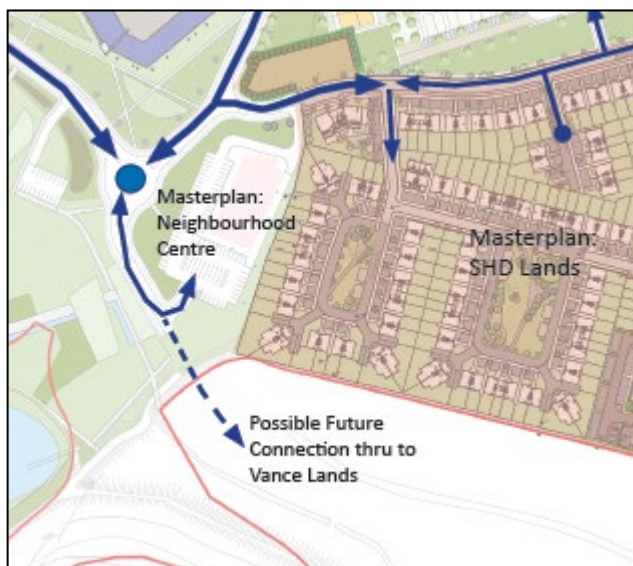 Masterplan:
Neighbourhood
Centre
Masterplan:
SHD Lands
Possible Future
Connection thru to
Vance Lands